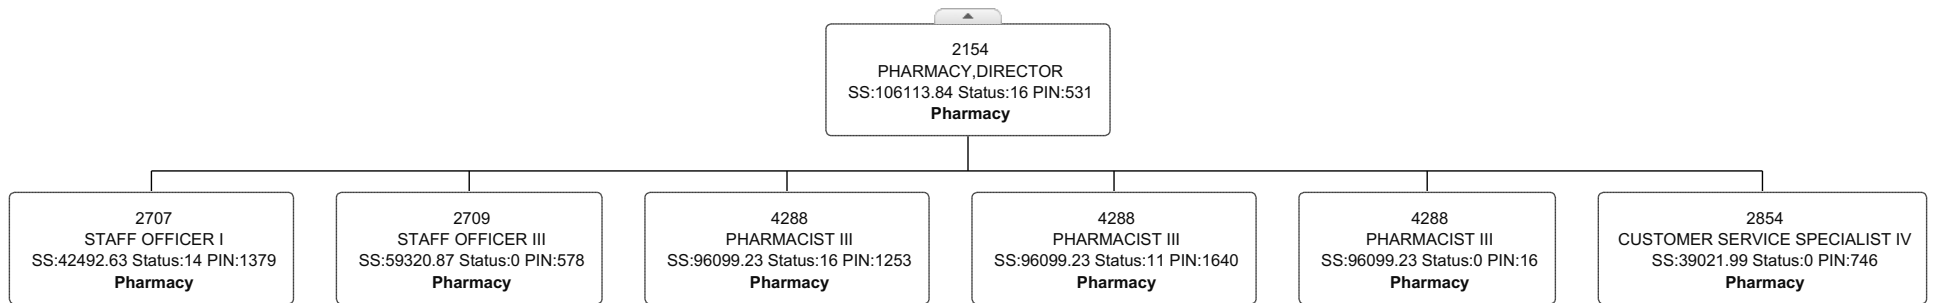 2154
PHARMACY,DIRECTOR
SS:106113.84 Status:16 PIN:531
Pharmacy
2707
STAFF OFFICER I
SS:42492.63 Status:14 PIN:1379
Pharmacy
2709
STAFF OFFICER III
SS:59320.87 Status:0 PIN:578
Pharmacy
4288
PHARMACIST III
SS:96099.23 Status:16 PIN:1253
Pharmacy
4288
PHARMACIST III
SS:96099.23 Status:11 PIN:1640
Pharmacy
4288
PHARMACIST III
SS:96099.23 Status:0 PIN:16
Pharmacy
2854
CUSTOMER SERVICE SPECIALIST IV
SS:39021.99 Status:0 PIN:746
Pharmacy